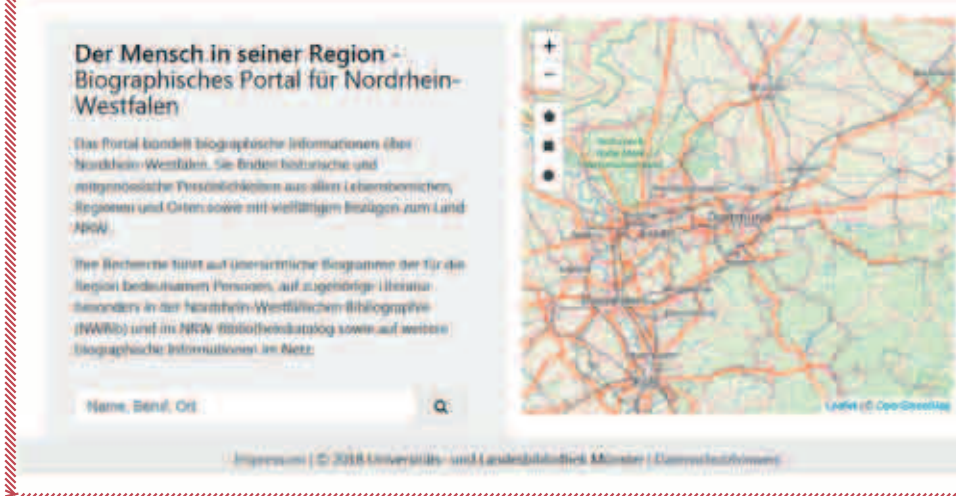 Der Mensch in seiner Region -
Biographisches Portal für Nordrhein-
Westfalen
Das Portal bündelt biographische Informationen über
Nordrhein-Westfalen. Sie finden historische und
zeitgenössische Persönlichkeiten aus allen Lebensbereichen,
Regionen und Orten sowie mit vielfältigen Bezügen zum Land
NRW.
Ihre Recherche führt auf übersichtliche Biogramme der für die
Region bedeutsamen Personen, auf zugehörige Literatur
besonders in der Nordrhein-Westfälischen Bibliographie
(NWBib) und im NRW-Bibliothekskatalog sowie auf weitere
biographische Informationen im Netz.
Name, Beruf, Ort
+
-
Dortmund
Leaflet | © OpenStreetMap
Impressum | © 2018 Universitäts- und Landesbibliothek Münster | Datenschutzhinweis